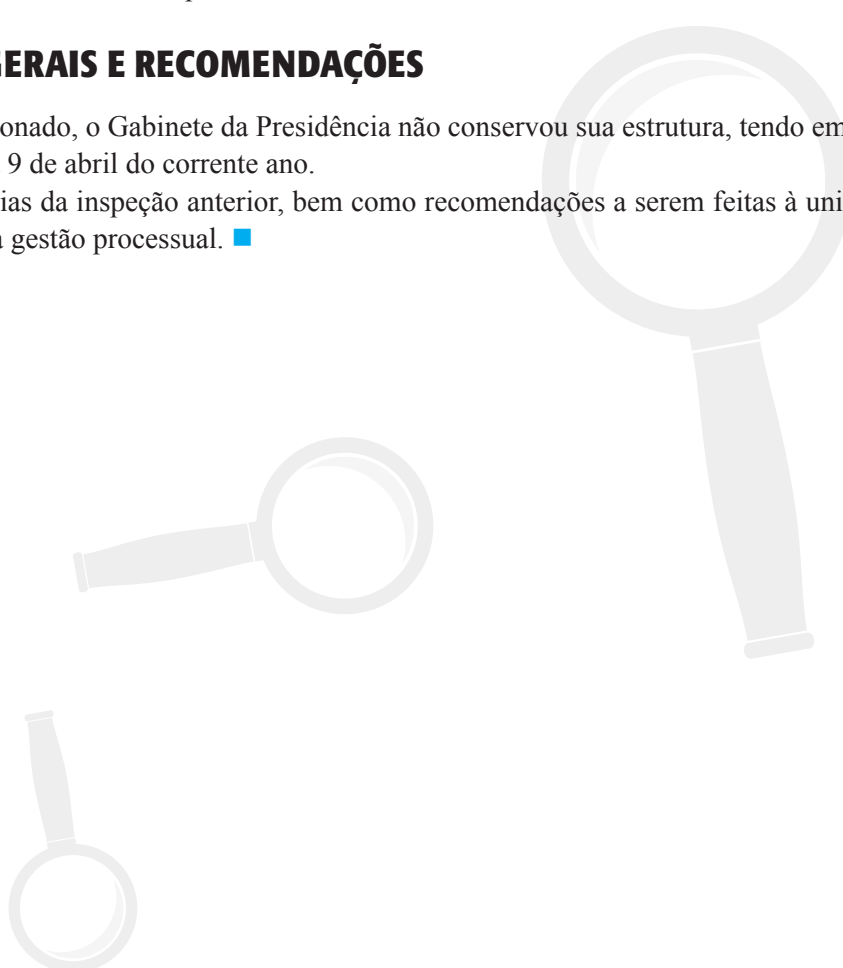 GERAIS E RECOMENDAÇÕES
onado, o Gabinete da Presidência não conservou sua estrutura, tendo em
9 de abril do corrente ano.
ias da inspeção anterior, bem como recomendações a serem feitas à uni
a gestão processual.